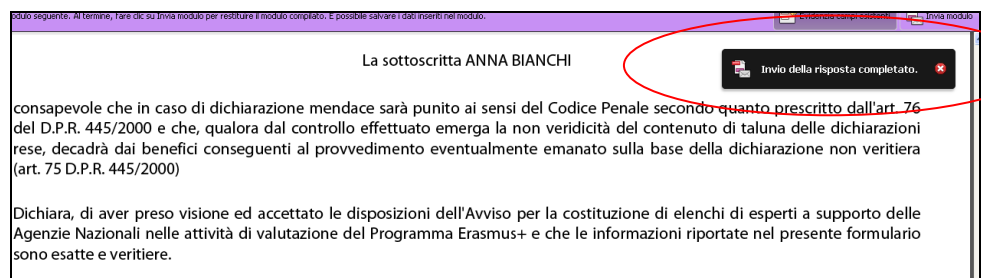 odulo seguente. Al termine, fare clic su Invia modulo per restituire il modulo compilato. È possibile salvare i dati inseriti nel modulo.
Evidenzia campi esistenti
Invia modulo
La sottoscritta ANNA BIANCHI
Invio della risposta completato.
consapevole che in caso di dichiarazione mendace sarà punito ai sensi del Codice Penale secondo quanto prescritto dall'art. 76
del D.P.R. 445/2000 e che, qualora dal controllo effettuato emerga la non veridicità del contenuto di taluna delle dichiarazioni
rese, decadrà dai benefici conseguenti al provvedimento eventualmente emanato sulla base della dichiarazione non veritiera
(art. 75 D.P.R. 445/2000)
Dichiara, di aver preso visione ed accettato le disposizioni dell'Avviso per la costituzione di elenchi di esperti a supporto delle
Agenzie Nazionali nelle attività di valutazione del Programma Erasmus+ e che le informazioni riportate nel presente formulario
sono esatte e veritiere.